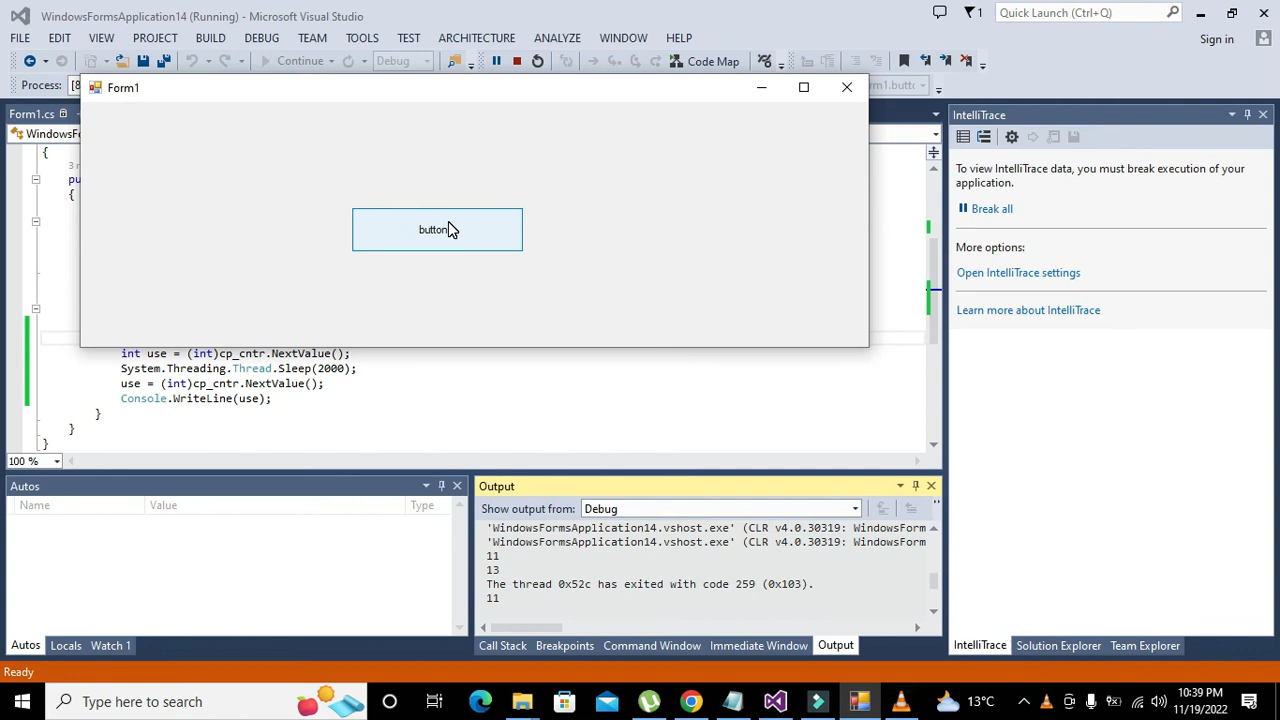 WindowsFormsApplication14 (Running) - Microsoft Visual Studio
1
Quick Launch (Ctrl+Q)
FILE EDIT VIEW PROJECT BUILD DEBUG TEAM TOOLS TEST ARCHITECTURE ANALYZE WINDOW HELP
Sign in
Continue
Debug
Code Map
Process: [8
Form1
Form1.cs
IntelliTrace
WindowsFo
{
pu
{
button
To view IntelliTrace data, you must break execution of your
application.
Break all
More options:
Open IntelliTrace settings
Learn more about IntelliTrace
int use = (int)cp_cntr.NextValue();
System.Threading.Thread.Sleep(2000);
use = (int)cp_cntr.NextValue();
Console.WriteLine(use);
}
}
}
100 %
Autos
Name Value Type
Output
Show output from: Debug
'WindowsFormsApplication14.vshost.exe' (CLR v4.0.30319: WindowsForm
'WindowsFormsApplication14.vshost.exe' (CLR v4.0.30319: WindowsForm
11
13
The thread 0x52c has exited with code 259 (0x103).
11
Autos Locals Watch 1
Call Stack Breakpoints Command Window Immediate Window Output
IntelliTrace Solution Explorer Team Explorer
Ready
Type here to search
13°C
10:39 PM
11/19/2022